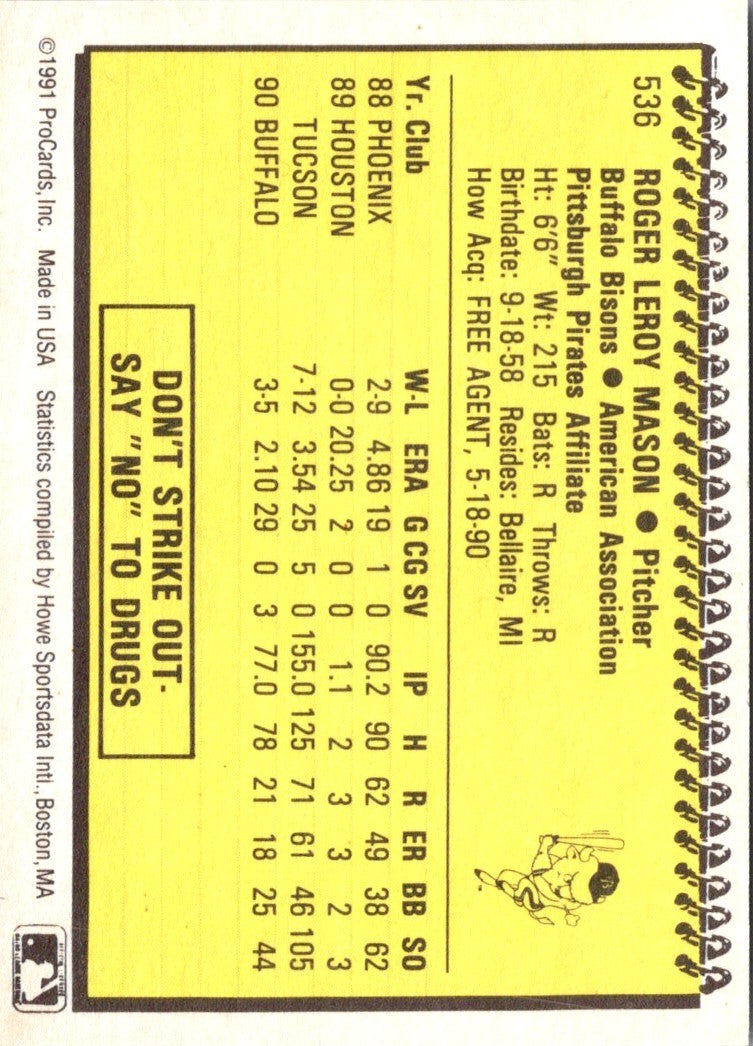 536 ROGER LEROY MASON ● Pitcher
Buffalo Bisons ● American Association
Pittsburgh Pirates Affiliate
Ht: 6'6" Wt: 215 Bats: R Throws: R
Birthdate: 9-18-58 Resides: Bellaire, MI
How Acq: FREE AGENT, 5-18-90
Yr. Club W-L ERA G CG SV IP H R ER BB SO
88 PHOENIX 2-9 4.86 19 1 0 90.2 90 62 49 38 62
89 HOUSTON 0-0 20.25 2 0 0 1.1 2 3 3 2 3
TUCSON 7-12 3.54 25 5 0 155.0 125 71 61 46 105
90 BUFFALO 3-5 2.10 29 0 3 77.0 78 21 18 25 44
DON'T STRIKE OUT-
SAY "NO" TO DRUGS
©1991 ProCards, Inc. Made in USA Statistics compiled by Howe Sportsdata Intl., Boston, MA